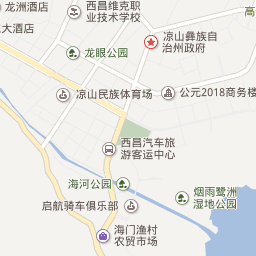 龙洲酒店
西昌维克职
业技术学校
高
大酒店
凉山彝族自
治州政府
龙眼公园
凉山民族体育场
公元2018商务楼
西昌汽车旅
游客运中心
海河公园
烟雨鹭洲
湿地公园
启航骑车俱乐部
海门渔村
农贸市场